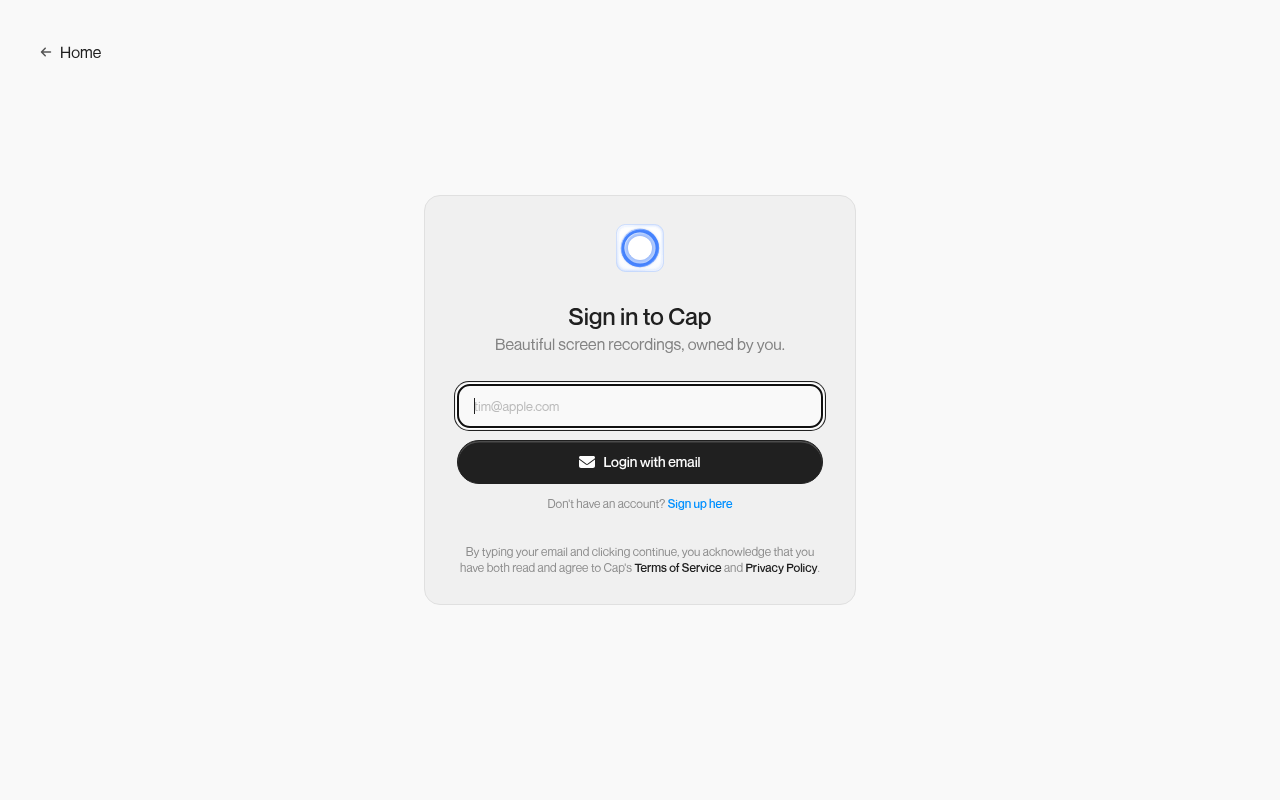 Home
Sign in to Cap
Beautiful screen recordings, owned by you.
tim@apple.com
Login with email
Don't have an account? Sign up here
By typing your email and clicking continue, you acknowledge that you
have both read and agree to Cap's Terms of Service and Privacy Policy.